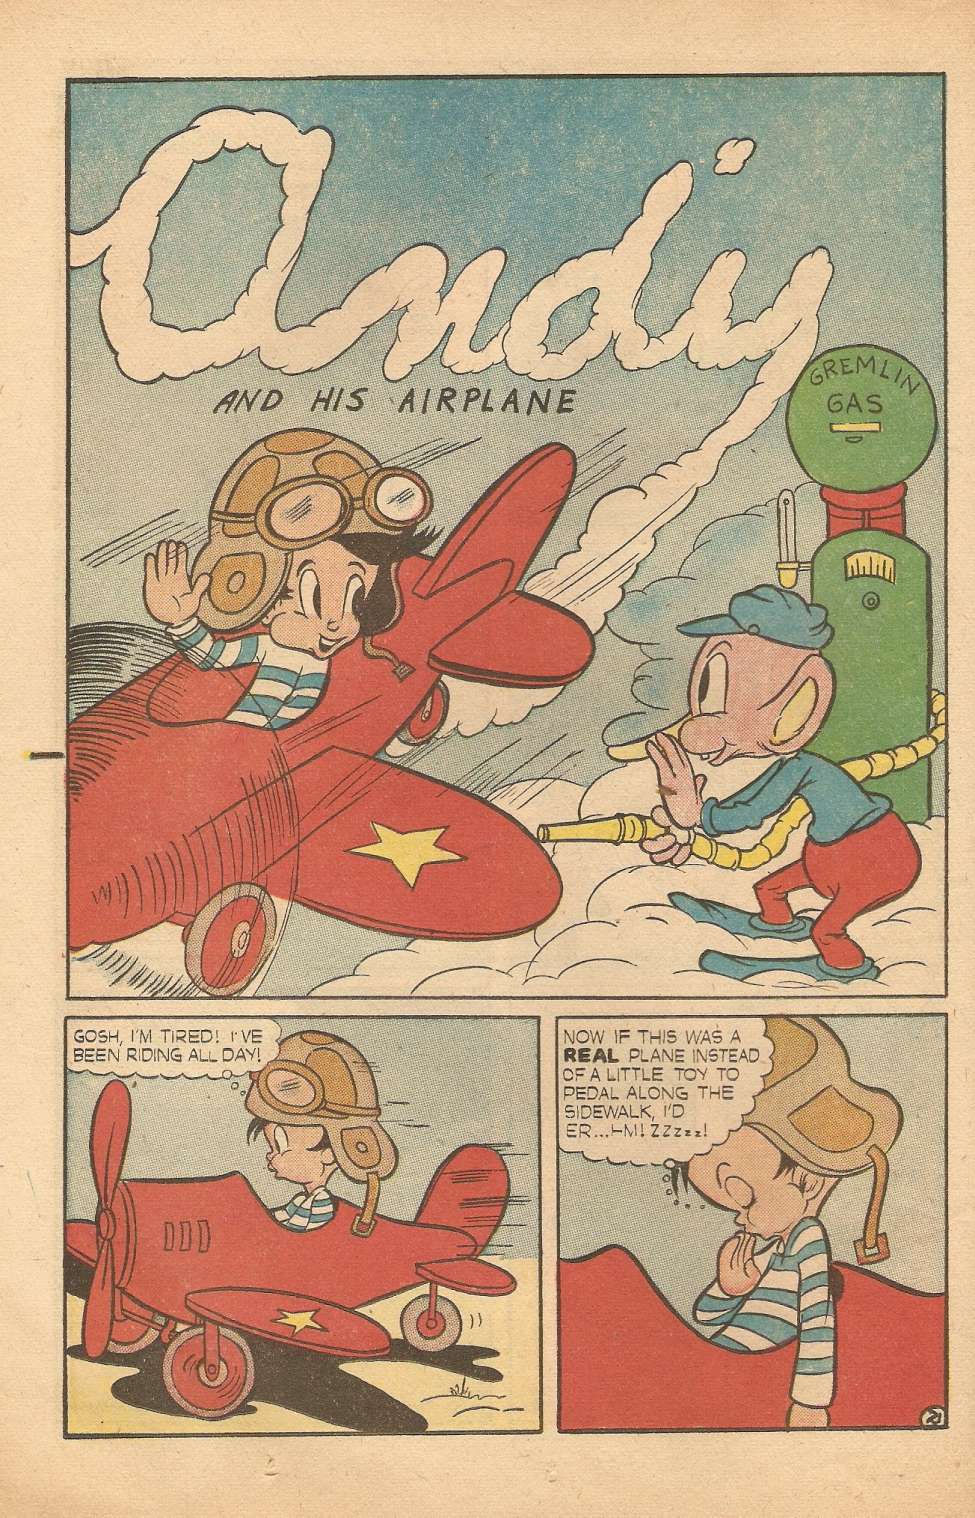 Andy
AND HIS AIRPLANE
GREMLIN
GAS
GOSH, I'M TIRED! I'VE
BEEN RIDING ALL DAY!
NOW IF THIS WAS A
REAL PLANE INSTEAD
OF A LITTLE TOY TO
PEDAL ALONG THE
SIDEWALK, I'D
ER...HM! ZZZZZ!
21